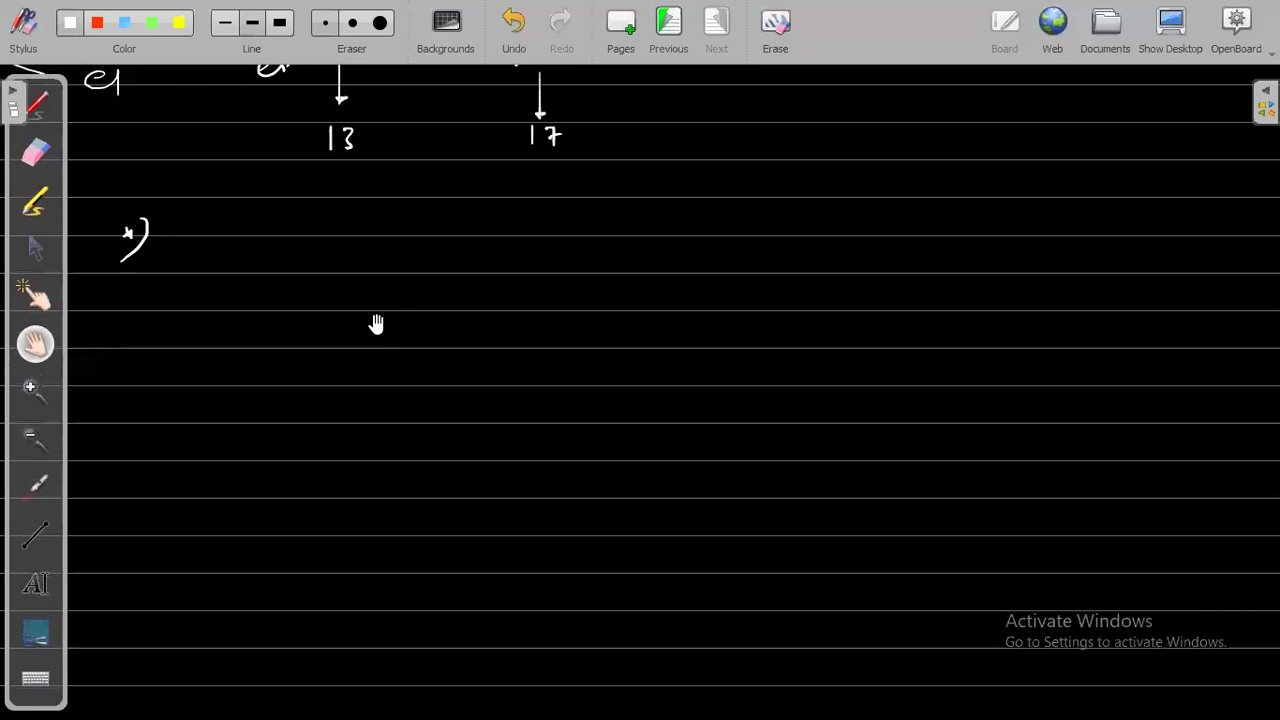 Stylus Color Line Eraser Backgrounds Undo Redo Pages Previous Next Erase Board Web Documents Show Desktop OpenBoard
13 17
*)
AI
Activate Windows
Go to Settings to activate Windows.